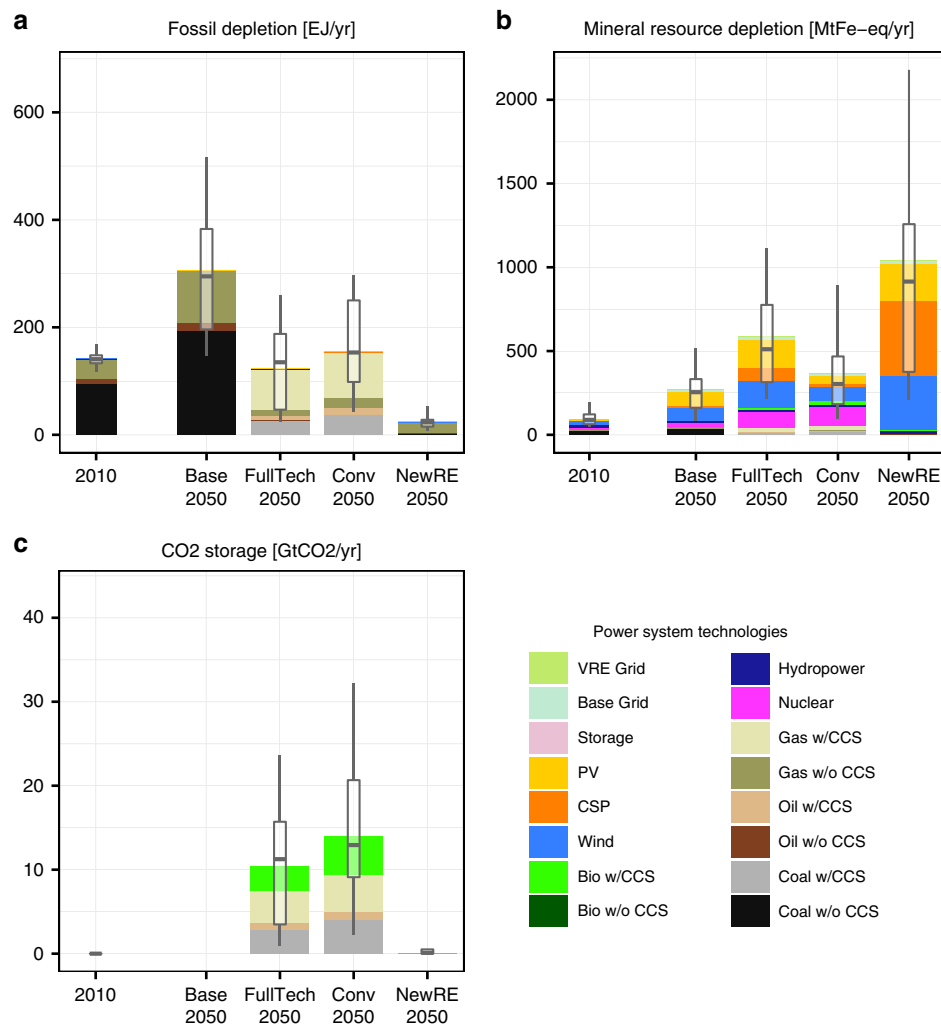 a
Fossil depletion [EJ/yr]
600
400
200
0
2010
Base
2050
FullTech
2050
Conv
2050
NewRE
2050
b
Mineral resource depletion [MtFe−eq/yr]
2000
1500
1000
500
0
2010
Base
2050
FullTech
2050
Conv
2050
NewRE
2050
c
CO2 storage [GtCO2/yr]
40
30
20
10
0
2010
Base
2050
FullTech
2050
Conv
2050
NewRE
2050
Power system technologies
VRE Grid
Base Grid
Storage
PV
CSP
Wind
Bio w/CCS
Bio w/o CCS
Hydropower
Nuclear
Gas w/CCS
Gas w/o CCS
Oil w/CCS
Oil w/o CCS
Coal w/CCS
Coal w/o CCS